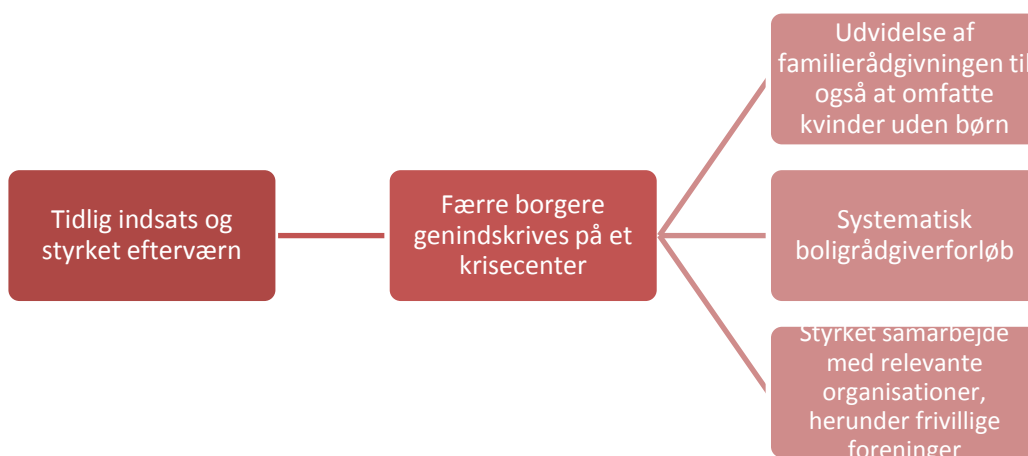 Tidlig indsats og
styrket efterværn
Færre borgere
genindskrives på et
krisecenter
Udvidelse af
familierådgivningen til
også at omfatte
kvinder uden børn
Systematisk
boligrådgiverforløb
Styrket samarbejde
med relevante
organisationer,
herunder frivillige
foreninger